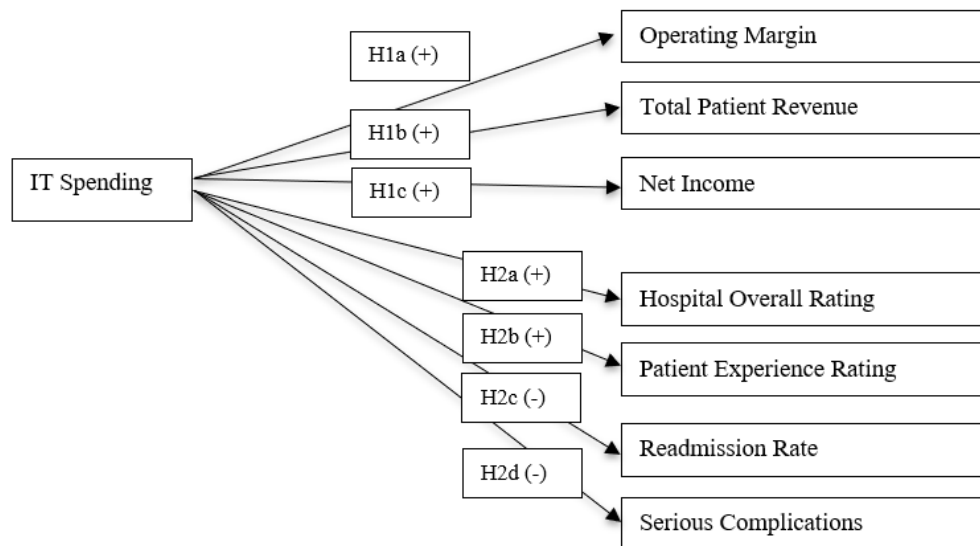 Operating Margin
H1a (+)
Total Patient Revenue
H1b (+)
IT Spending
H1c (+)
Net Income
H2a (+)
Hospital Overall Rating
H2b (+)
Patient Experience Rating
H2c (-)
Readmission Rate
H2d (-)
Serious Complications